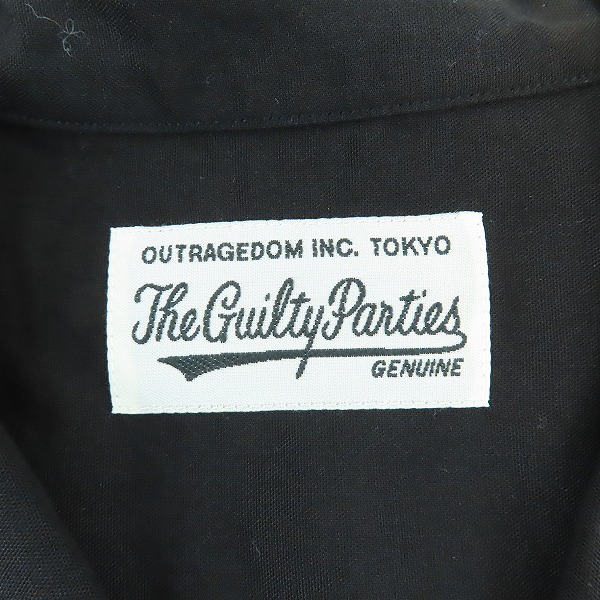 OUTRAGEDOM INC. TOKYO
The Guilty Parties
GENUINE